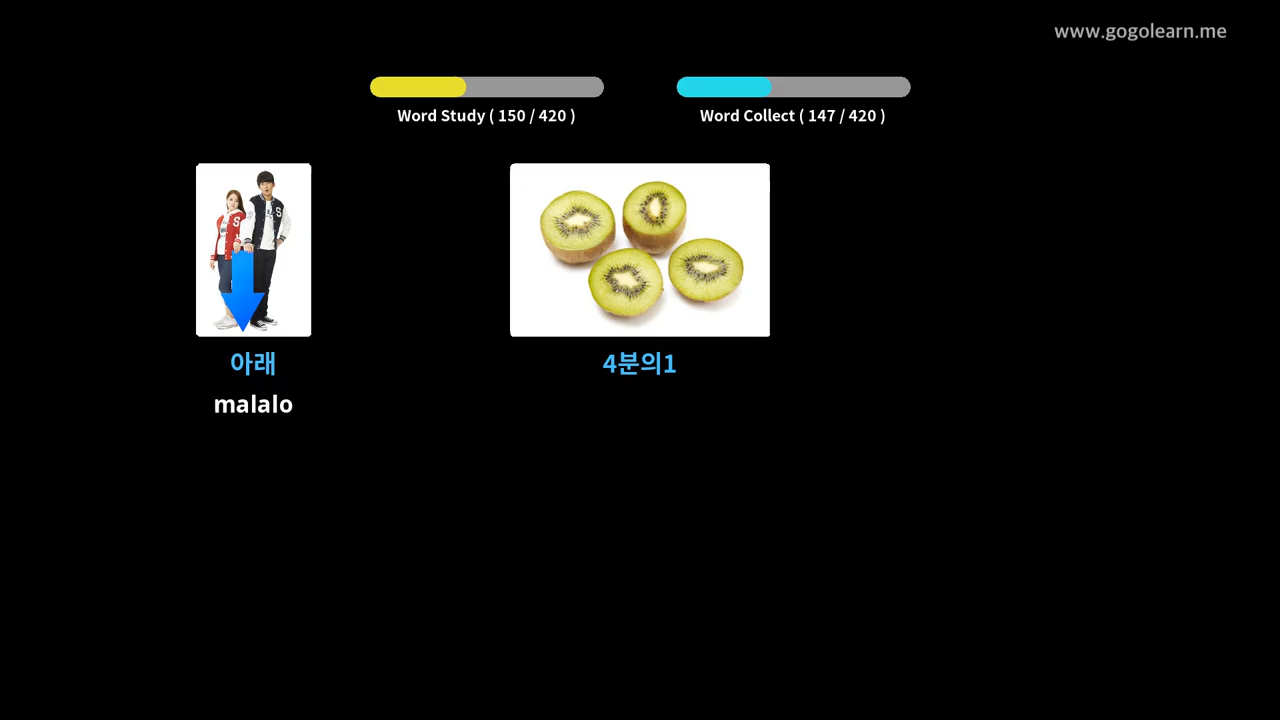 www.gogolearn.me
Word Study ( 150 / 420 )
Word Collect ( 147 / 420 )
S
S
아래
malalo
4분의1